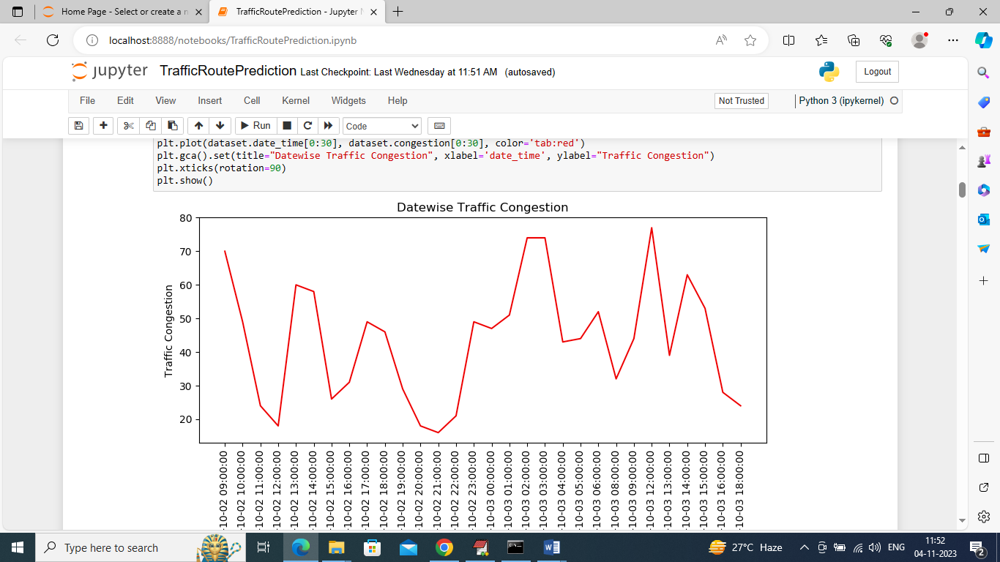 Home Page - Select or create a n
TrafficRoutePrediction - Jupyter N
localhost:8888/notebooks/TrafficRoutePrediction.ipynb
jupyter TrafficRoutePrediction Last Checkpoint: Last Wednesday at 11:51 AM (autosaved)
Logout
File Edit View Insert Cell Kernel Widgets Help
Not Trusted
Python 3 (ipykernel)
Run
Code
plt.plot(dataset.date_time[0:30], dataset.congestion[0:30], color='tab:red')
plt.gca().set(title="Datewise Traffic Congestion", xlabel='date_time', ylabel="Traffic Congestion")
plt.xticks(rotation=90)
plt.show()
Datewise Traffic Congestion
Traffic Congestion
80
70
60
50
40
30
20
-10-02 09:00:00
-10-02 10:00:00
-10-02 11:00:00
-10-02 12:00:00
-10-02 13:00:00
-10-02 14:00:00
-10-02 15:00:00
-10-02 16:00:00
-10-02 17:00:00
-10-02 18:00:00
-10-02 19:00:00
-10-02 20:00:00
-10-02 21:00:00
-10-02 22:00:00
-10-02 23:00:00
-10-03 00:00:00
-10-03 01:00:00
-10-03 02:00:00
-10-03 03:00:00
-10-03 04:00:00
-10-03 05:00:00
-10-03 06:00:00
-10-03 08:00:00
-10-03 09:00:00
-10-03 12:00:00
-10-03 13:00:00
-10-03 14:00:00
-10-03 15:00:00
-10-03 16:00:00
-10-03 18:00:00
Type here to search
27°C Haze
ENG
11:52
04-11-2023
2